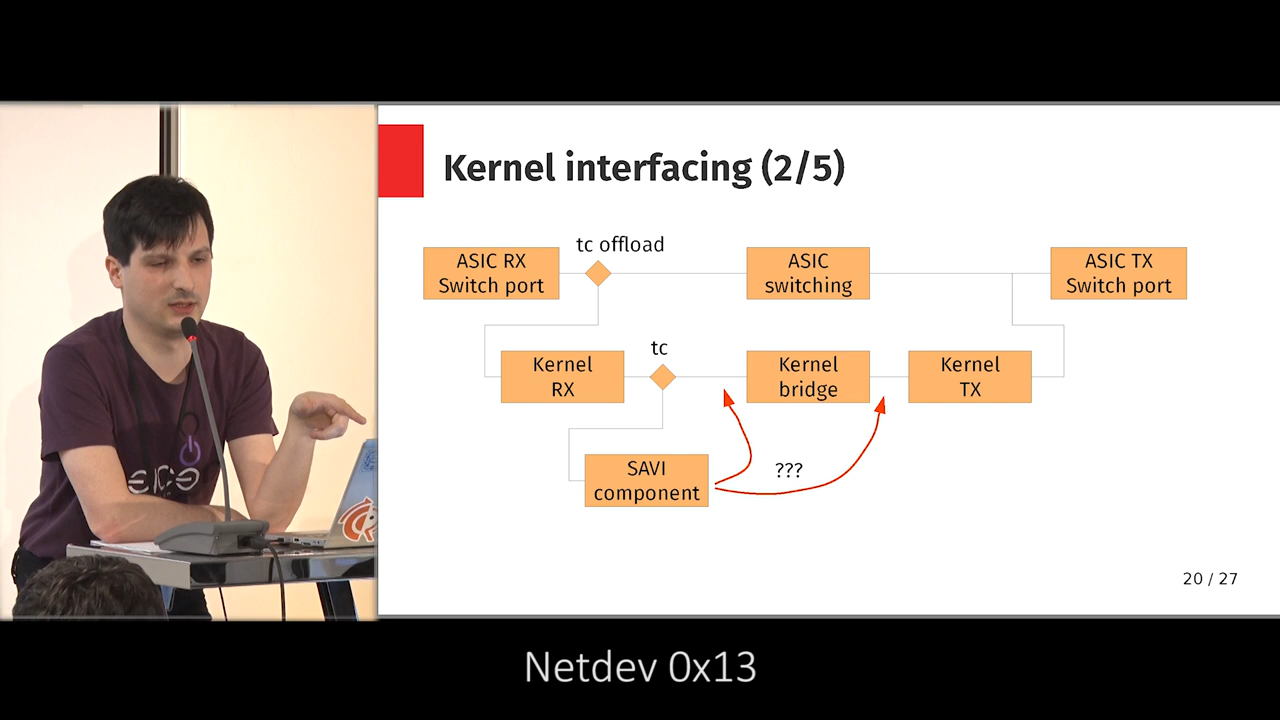 Kernel interfacing (2/5)
tc offload
ASIC RX
Switch port
ASIC
switching
ASIC TX
Switch port
tc
Kernel
RX
Kernel
bridge
Kernel
TX
SAVI
component
???
20 / 27
Netdev 0x13